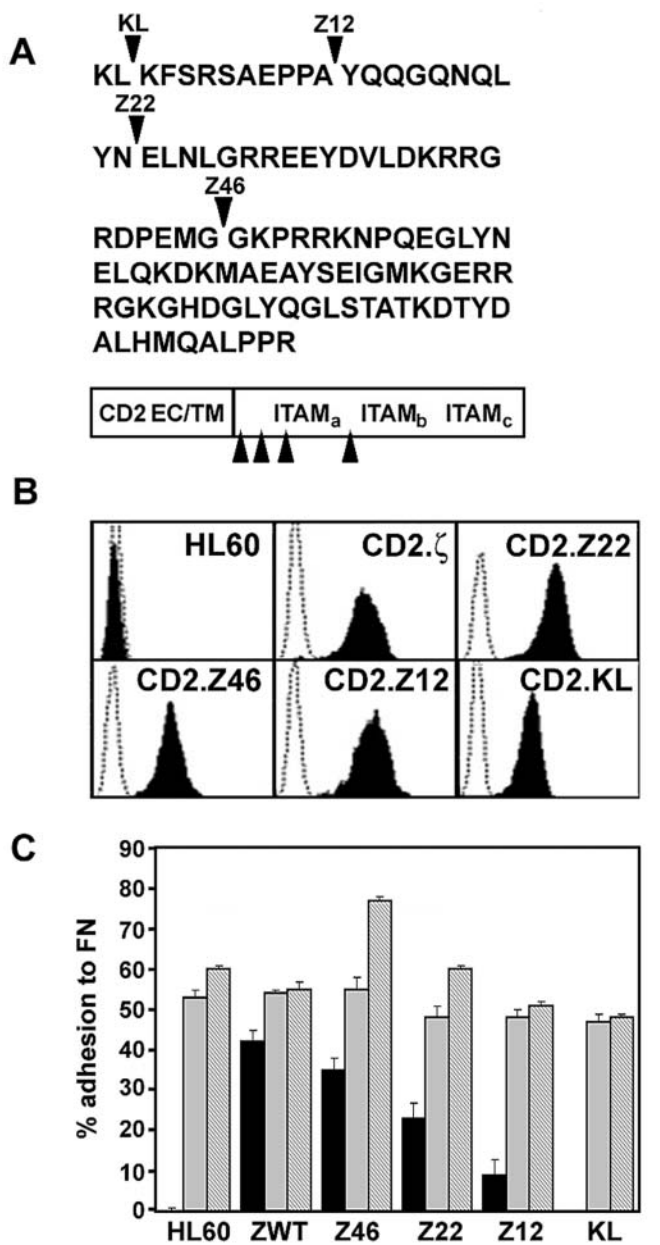 A
KL Z12
KL KFSRSAEPPA YQQGQNQL
Z22
YN ELNLGRREEYDVLDKRRG
Z46
RDPEMG GKPRRKNPQEGLYN
ELQKDKMAEAYSEIGMKGERR
RGKGHDGLYQGLSTATKDTYD
ALHMQALPPR
CD2 EC/TM ITAMa ITAMb ITAMc
B
HL60 CD2.ζ CD2.Z22
CD2.Z46 CD2.Z12 CD2.KL
C
% adhesion to FN
90
80
70
60
50
40
30
20
10
0
HL60 ZWT Z46 Z22 Z12 KL